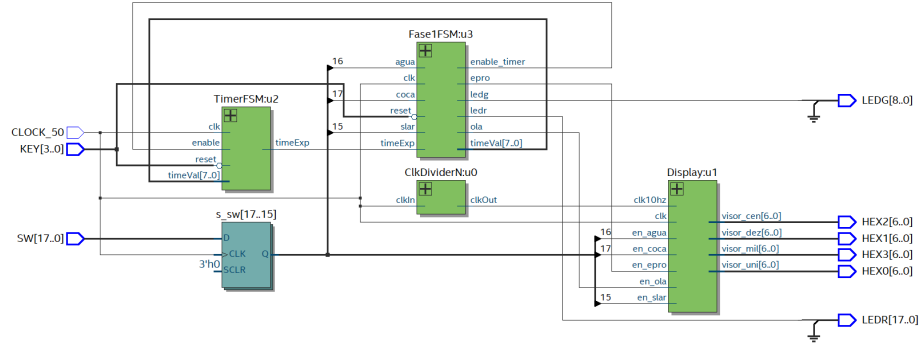 Fase1FSM:u3
16
agua
enable_timer
clk
epro
17
coca
ledg
LEDG[8..0]
TimerFSM:u2
reset
ledr
15
slar
ola
CLOCK_50
clk
timeExp
timeVal[7..0]
KEY[3..0]
enable
timeExp
reset
timeVal[7..0]
ClkDividerN:u0
Display:u1
clkIn
clkOut
clk10hz
s_sw[17..15]
clk
visor_cen[6..0]
HEX2[6..0]
SW[17..0]
D
16
en_agua
visor_dez[6..0]
HEX1[6..0]
>CLK
Q
17
en_coca
visor_mil[6..0]
HEX3[6..0]
3'h0
SCLR
en_epro
visor_uni[6..0]
HEX0[6..0]
en_ola
15
en_slar
LEDR[17..0]